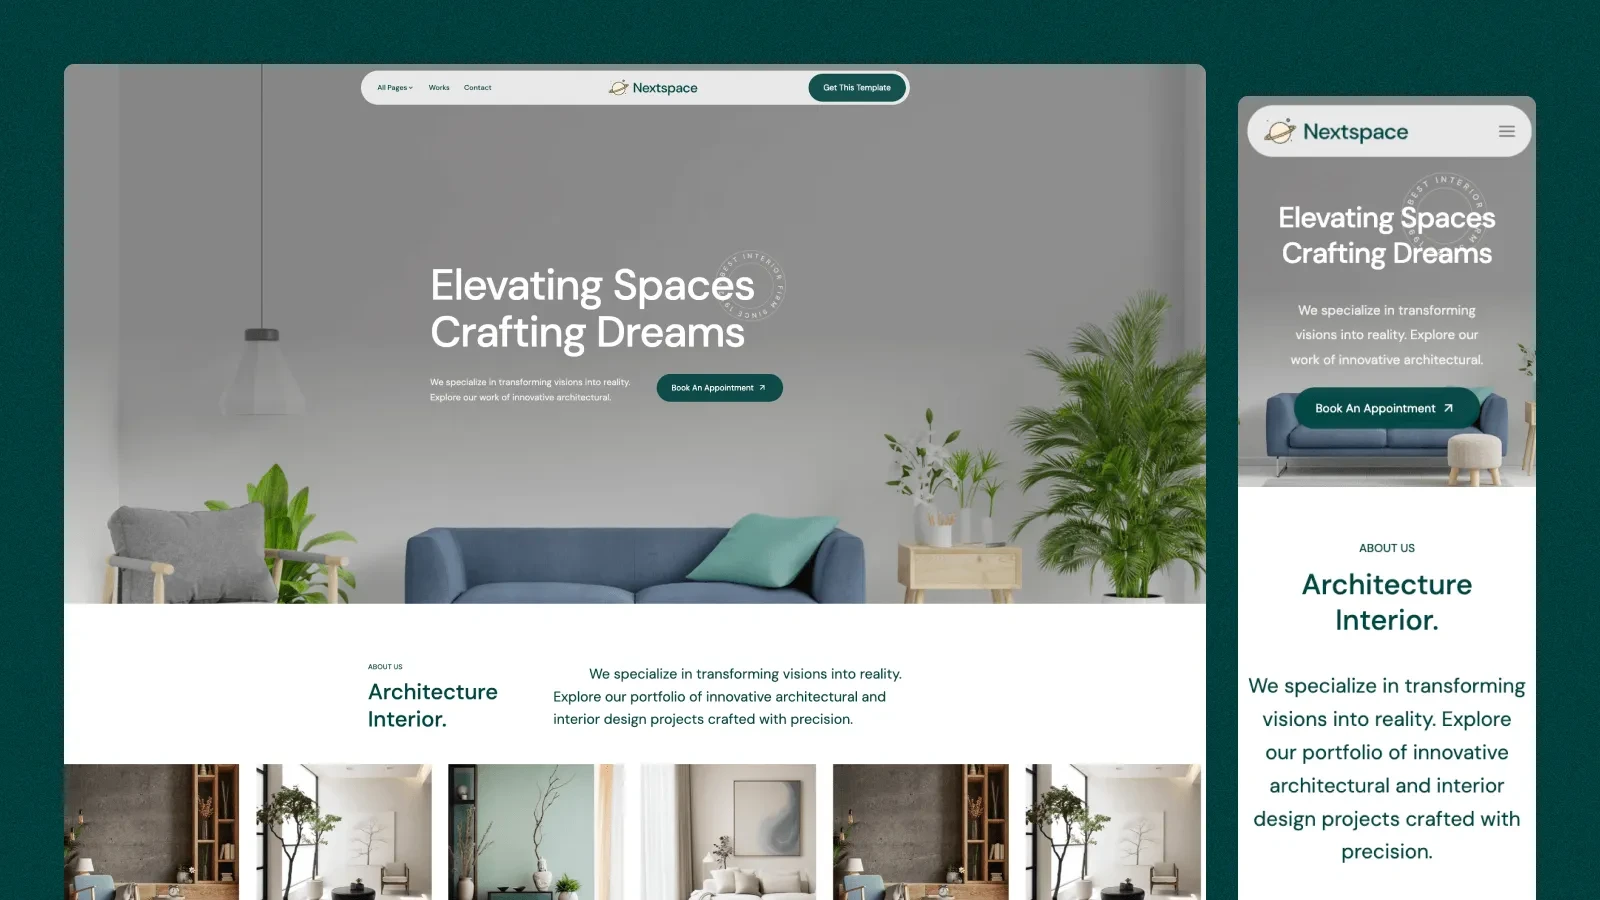 All Pages
Works
Contact
Nextspace
Get This Template
BEST INTERIOR FIRM SINCE 19
Elevating Spaces
Crafting Dreams
We specialize in transforming visions into reality.
Explore our work of innovative architectural.
Book An Appointment
ABOUT US
Architecture
Interior.
We specialize in transforming visions into reality.
Explore our portfolio of innovative architectural and
interior design projects crafted with precision.
Nextspace
BEST INTERIOR
Elevating Spaces
Crafting Dreams
We specialize in transforming
visions into reality. Explore our
work of innovative architectural.
Book An Appointment
ABOUT US
Architecture
Interior.
We specialize in transforming
visions into reality. Explore
our portfolio of innovative
architectural and interior
design projects crafted with
precision.